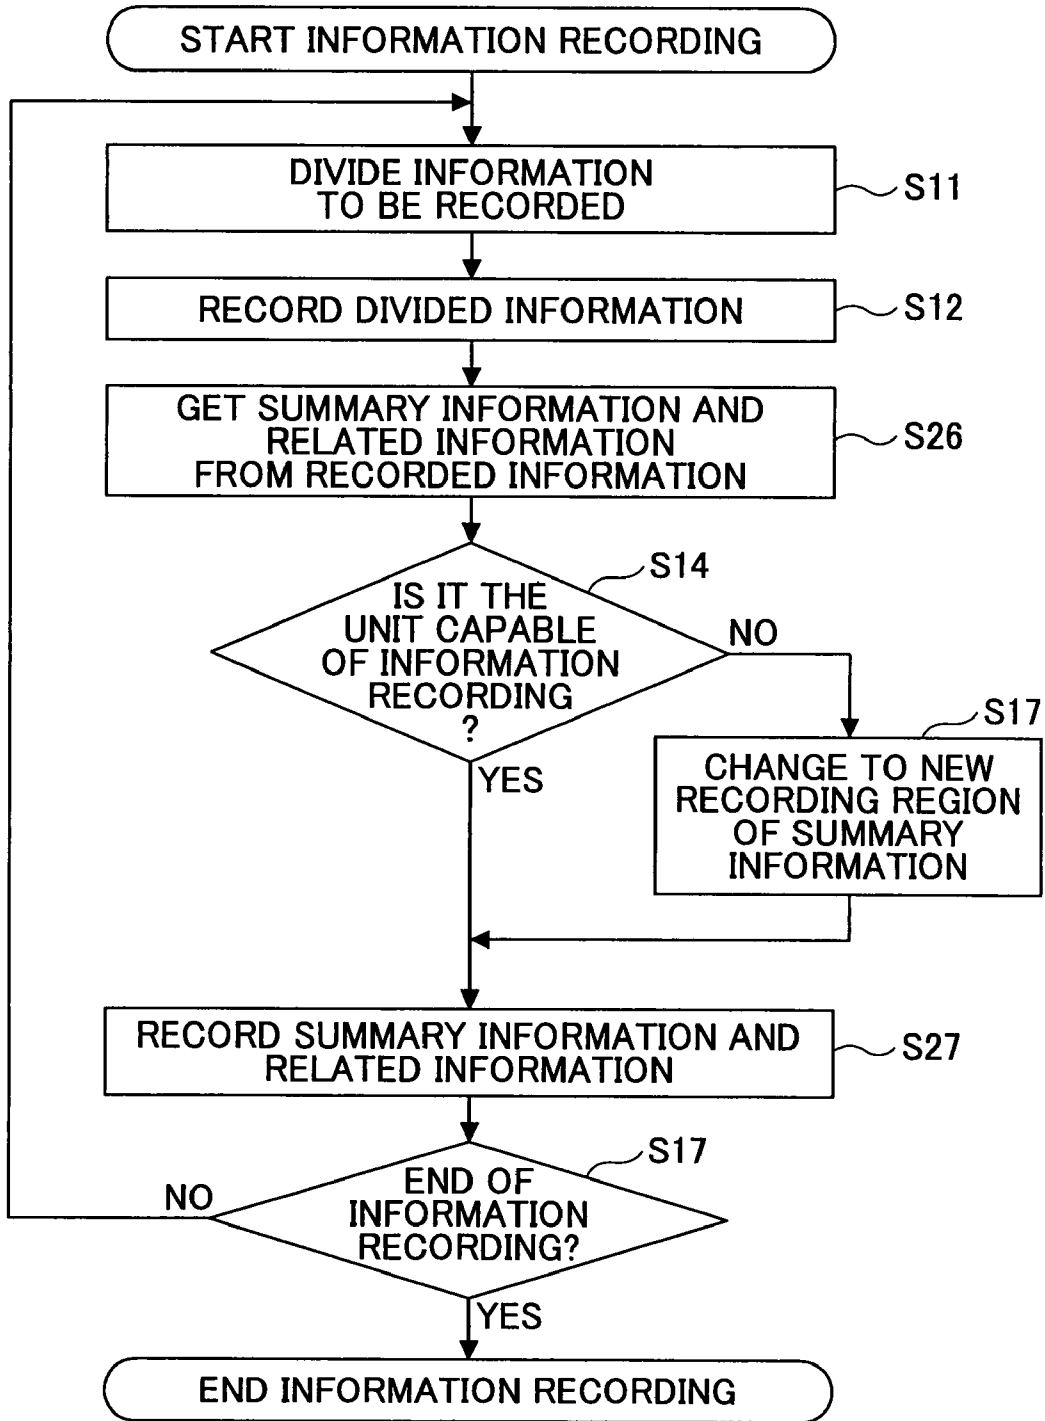 START INFORMATION RECORDING
DIVIDE INFORMATION
TO BE RECORDED
S11
RECORD DIVIDED INFORMATION
S12
GET SUMMARY INFORMATION AND
RELATED INFORMATION
FROM RECORDED INFORMATION
S26
S14
IS IT THE
UNIT CAPABLE
OF INFORMATION
RECORDING
?
NO
YES
S17
CHANGE TO NEW
RECORDING REGION
OF SUMMARY
INFORMATION
RECORD SUMMARY INFORMATION AND
RELATED INFORMATION
S27
S17
END OF
INFORMATION
RECORDING?
NO
YES
END INFORMATION RECORDING